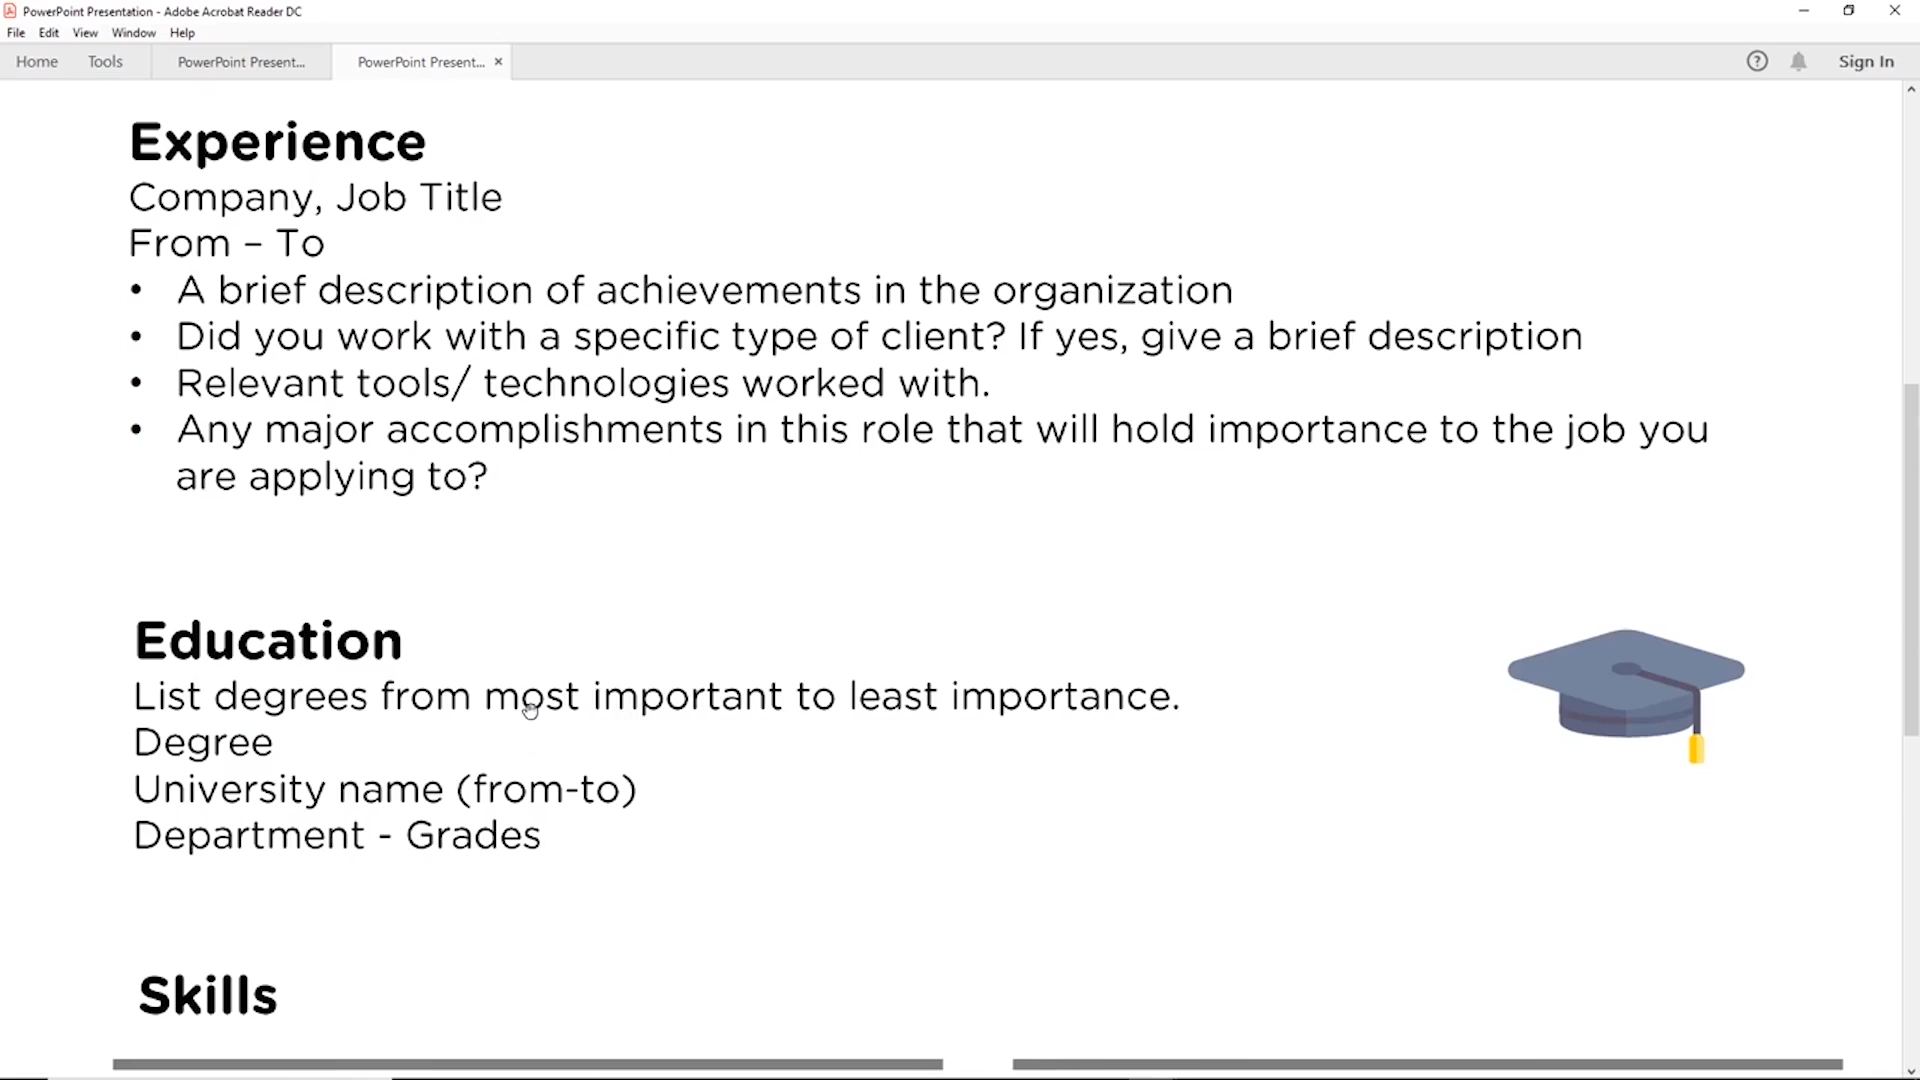 PowerPoint Presentation - Adobe Acrobat Reader DC
File Edit View Window Help
Home Tools PowerPoint Present... PowerPoint Present... × ? Sign In
Experience
Company, Job Title
From – To
• A brief description of achievements in the organization
• Did you work with a specific type of client? If yes, give a brief description
• Relevant tools/ technologies worked with.
• Any major accomplishments in this role that will hold importance to the job you
are applying to?
Education
List degrees from most important to least importance.
Degree
University name (from-to)
Department - Grades
Skills